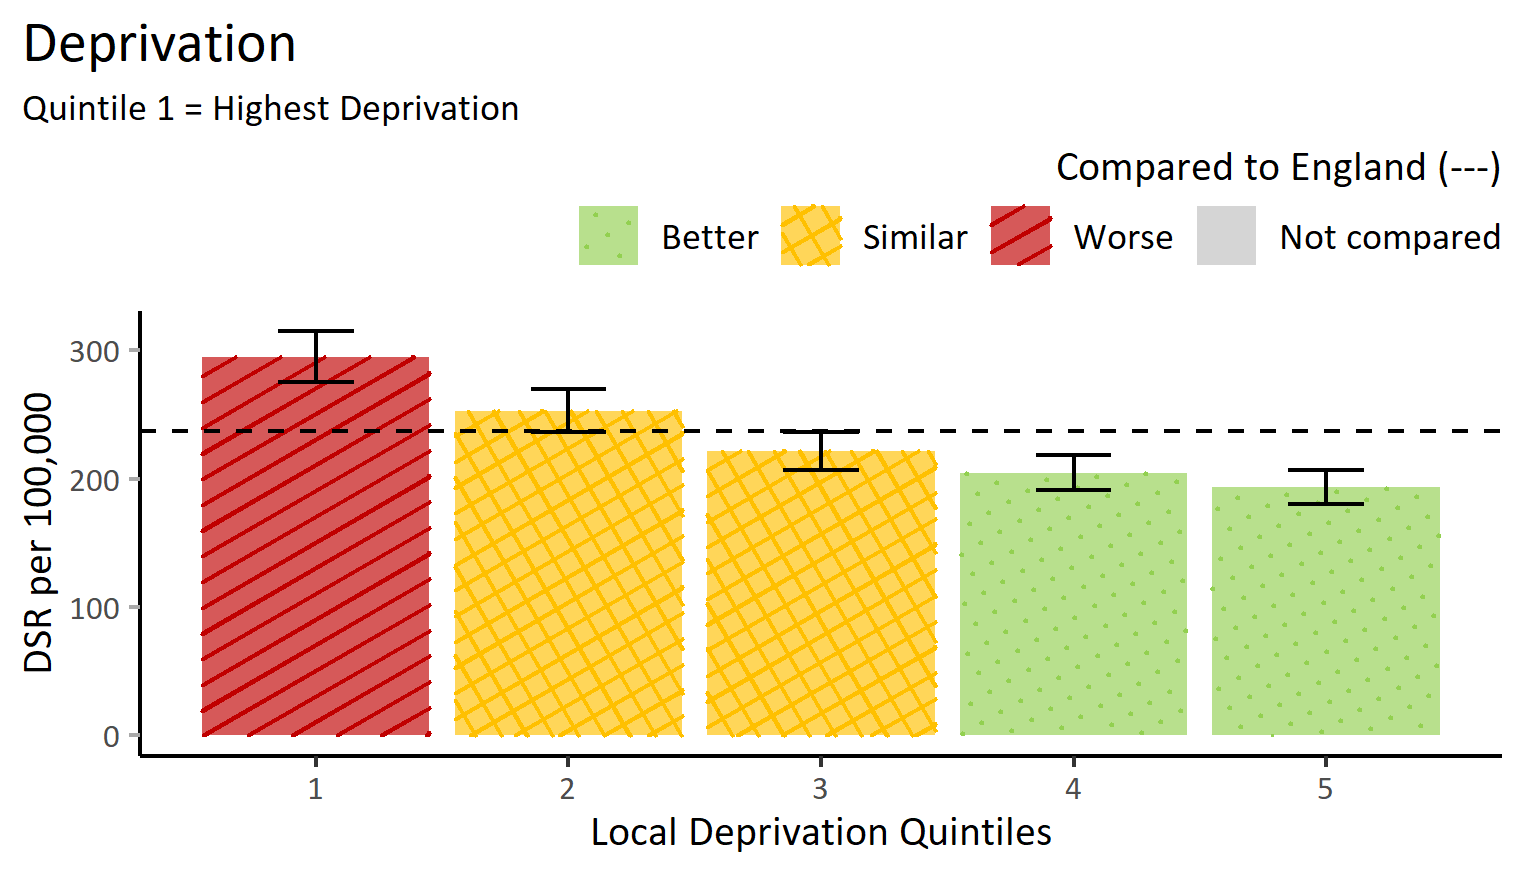 Deprivation
Quintile 1 = Highest Deprivation
Compared to England (---)
Better Similar Worse Not compared
DSR per 100,000
300
200
100
0
1 2 3 4 5
Local Deprivation Quintiles